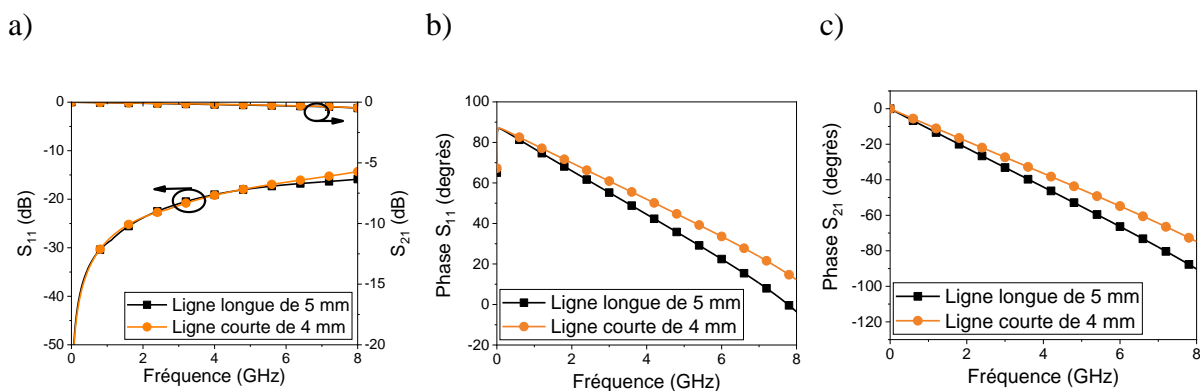 a)
b)
c)
0
-10
-20
-30
-40
-50
0
-5
-10
-15
-20
S11 (dB)
S21 (dB)
Ligne longue de 5 mm
Ligne courte de 4 mm
0 2 4 6 8
Fréquence (GHz)
100
80
60
40
20
0
-20
Phase S11 (degrès)
Ligne longue de 5 mm
Ligne courte de 4 mm
0 2 4 6 8
Fréquence (GHz)
0
-20
-40
-60
-80
-100
-120
Phase S21 (degrès)
Ligne longue de 5 mm
Ligne courte de 4 mm
0 2 4 6 8
Fréquence (GHz)